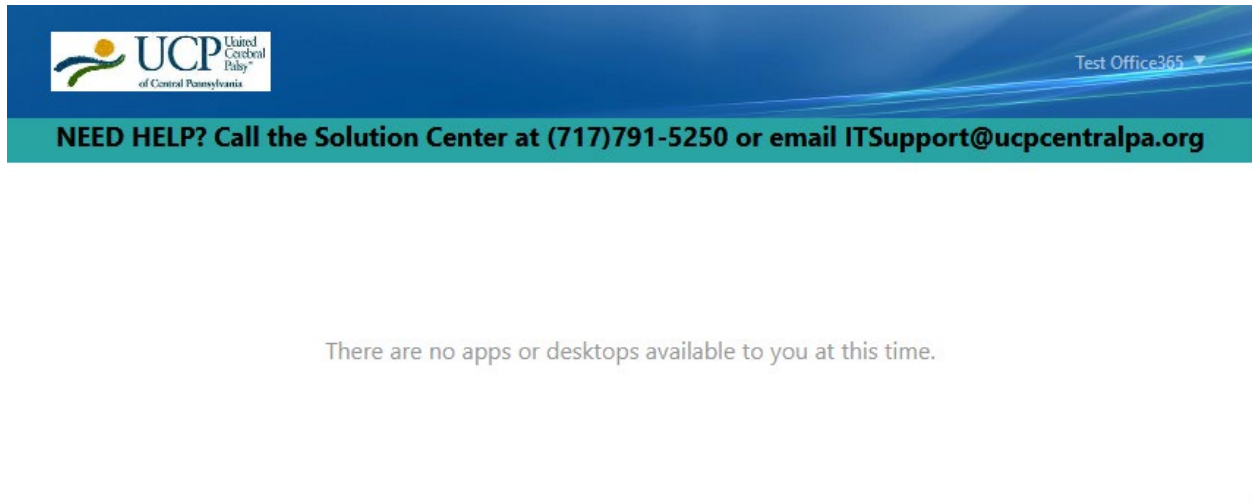 UCP United
Cerebral
Palsy™
of Central Pennsylvania
Test Office365
NEED HELP? Call the Solution Center at (717)791-5250 or email ITSupport@ucpcentralpa.org
There are no apps or desktops available to you at this time.